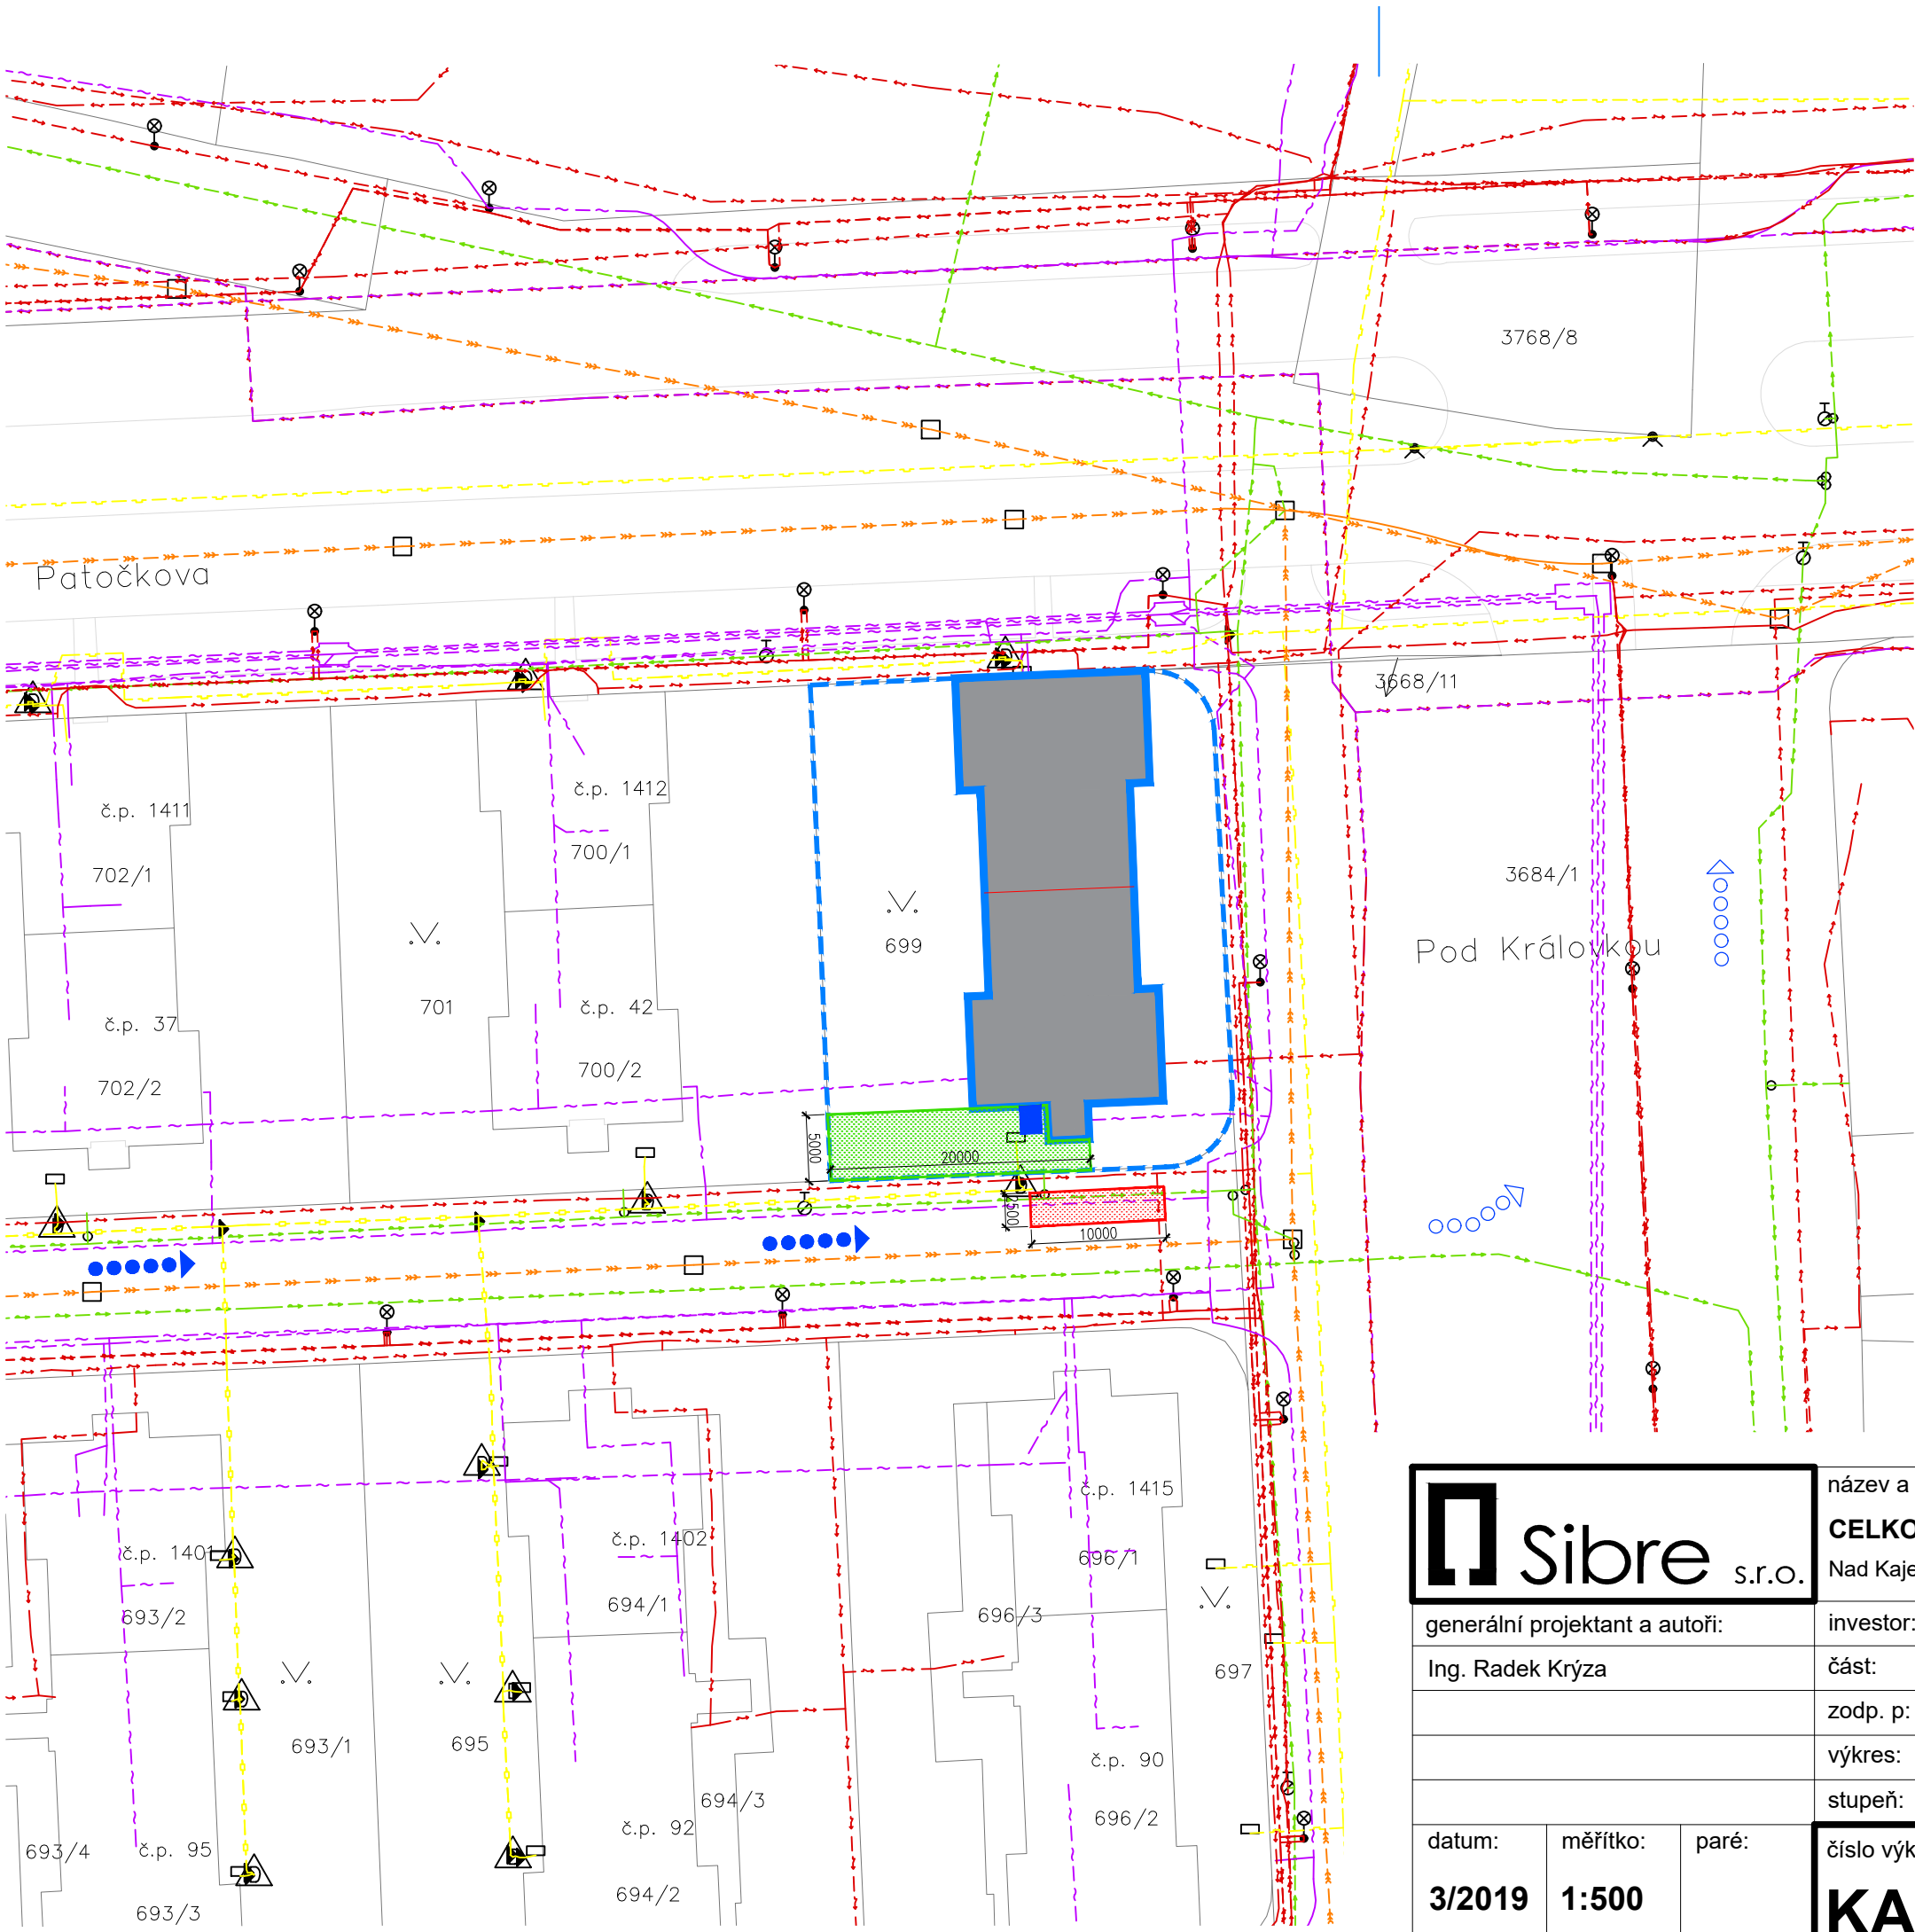 3768/8
Patočkova
3668/11
č.p. 1412
č.p. 1411
700/1
702/1
3684/1
699
Pod Královkou
701
č.p. 42
č.p. 37
700/2
702/2
5000
20000
2500
10000
č.p. 1415
č.p. 1402
č.p. 1401
696/1
694/1
693/2
696/3
697
693/1
695
č.p. 90
694/3
696/2
č.p. 92
č.p. 95
693/4
694/2
693/3
Sibre s.r.o.
název a
CELKO
Nad Kaje
generální projektant a autoři:
investor:
Ing. Radek Krýza
část:
zodp. p:
výkres:
stupeň:
datum:
měřítko:
paré:
číslo výk
3/2019
1:500
KA